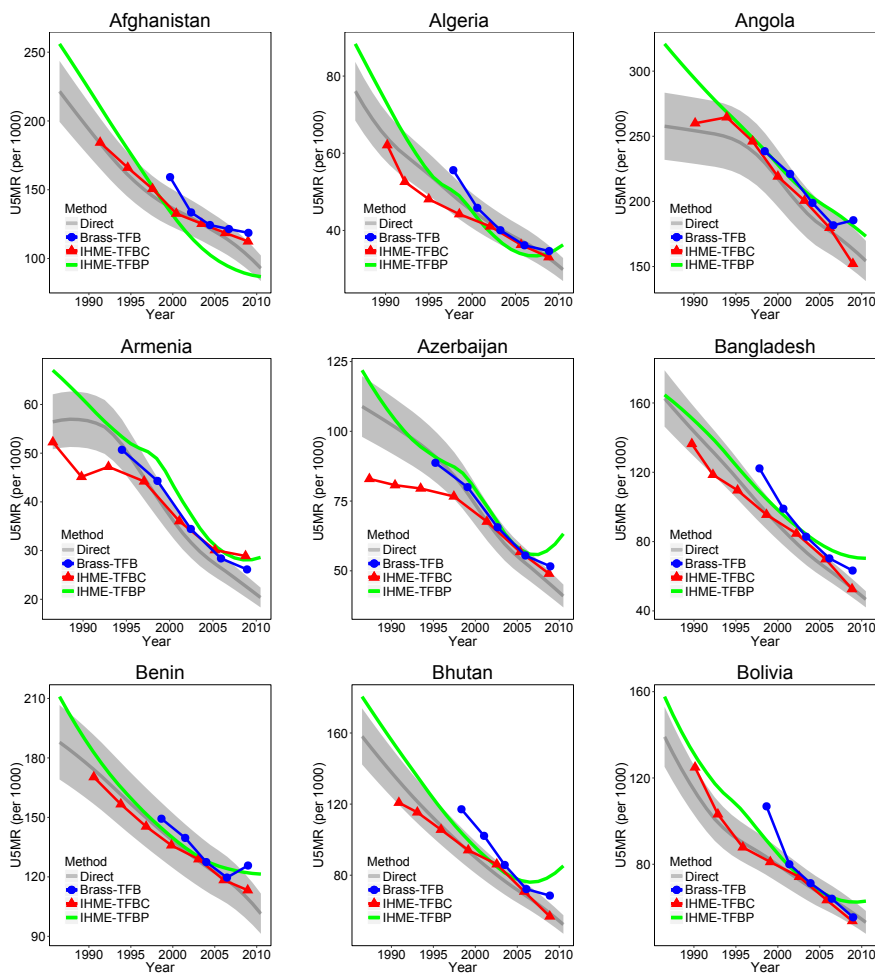 Afghanistan
U5MR (per 1000)
250
200
150
100
Method
Direct
Brass-TFB
IHME-TFBC
IHME-TFBP
1990 1995 2000 2005 2010
Year
Algeria
U5MR (per 1000)
80
60
40
Method
Direct
Brass-TFB
IHME-TFBC
IHME-TFBP
1990 1995 2000 2005 2010
Year
Angola
U5MR (per 1000)
300
250
200
150
Method
Direct
Brass-TFB
IHME-TFBC
IHME-TFBP
1990 1995 2000 2005 2010
Year
Armenia
U5MR (per 1000)
60
50
40
30
20
Method
Direct
Brass-TFB
IHME-TFBC
IHME-TFBP
1990 1995 2000 2005 2010
Year
Azerbaijan
U5MR (per 1000)
125
100
75
50
Method
Direct
Brass-TFB
IHME-TFBC
IHME-TFBP
1990 1995 2000 2005 2010
Year
Bangladesh
U5MR (per 1000)
160
120
80
40
Method
Direct
Brass-TFB
IHME-TFBC
IHME-TFBP
1990 1995 2000 2005 2010
Year
Benin
U5MR (per 1000)
210
180
150
120
90
Method
Direct
Brass-TFB
IHME-TFBC
IHME-TFBP
1990 1995 2000 2005 2010
Year
Bhutan
U5MR (per 1000)
160
120
80
Method
Direct
Brass-TFB
IHME-TFBC
IHME-TFBP
1990 1995 2000 2005 2010
Year
Bolivia
U5MR (per 1000)
160
120
80
Method
Direct
Brass-TFB
IHME-TFBC
IHME-TFBP
1990 1995 2000 2005 2010
Year